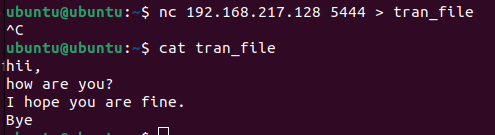 ubuntu@ubuntu:~$ nc 192.168.217.128 5444 > tran_file
^C
ubuntu@ubuntu:~$ cat tran_file
hii,
how are you?
I hope you are fine.
Bye
ubuntu@ubuntu:~$